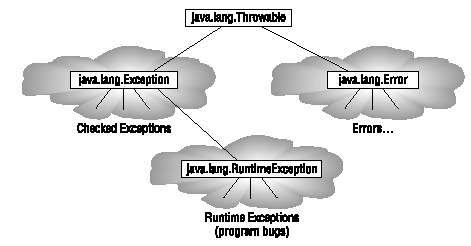 java.lang.Throwable
java.lang.Exception
java.lang.Error
Checked Exceptions
Errors...
java.lang.RuntimeException
Runtime Exceptions
(program bugs)